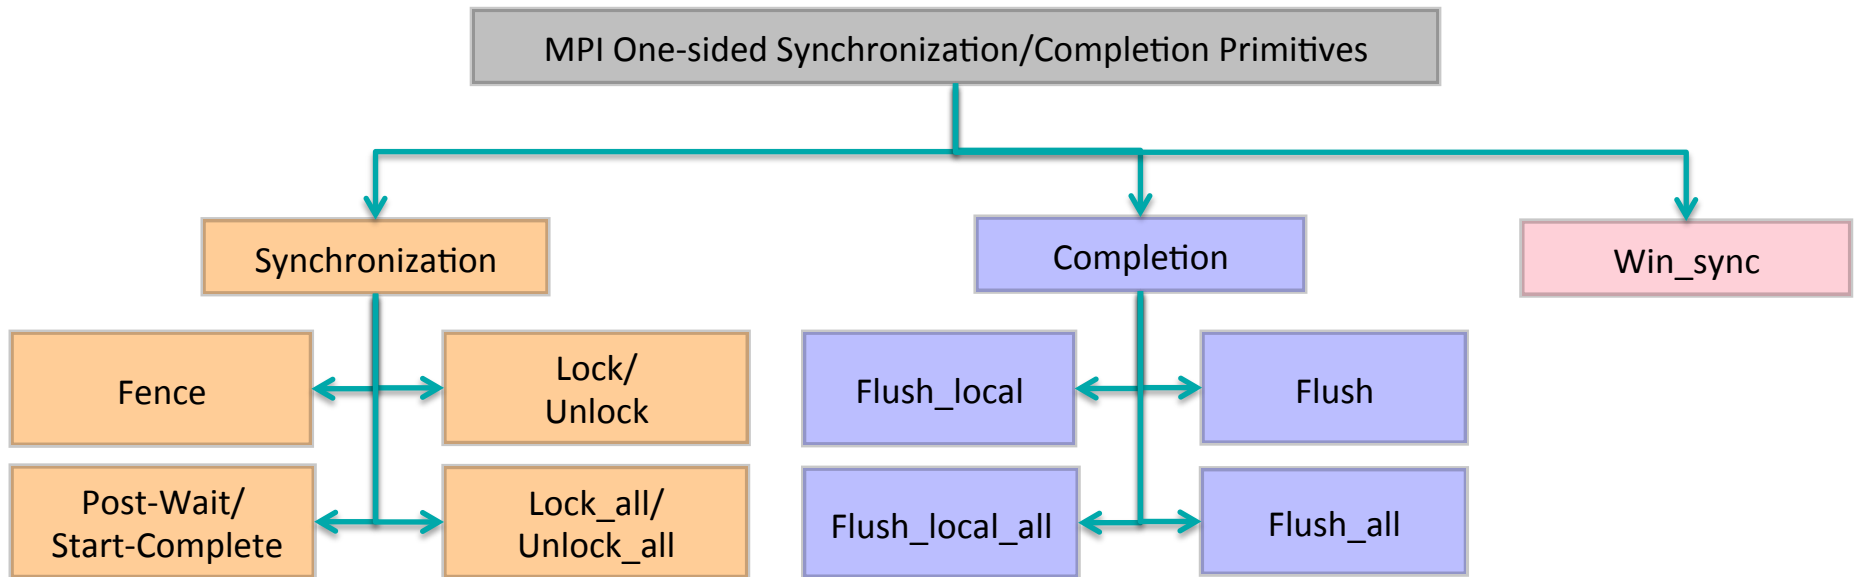 MPI One-sided Synchronization/Completion Primitives
Synchronization
Completion
Win_sync
Fence
Lock/
Unlock
Flush_local
Flush
Post-Wait/
Start-Complete
Lock_all/
Unlock_all
Flush_local_all
Flush_all